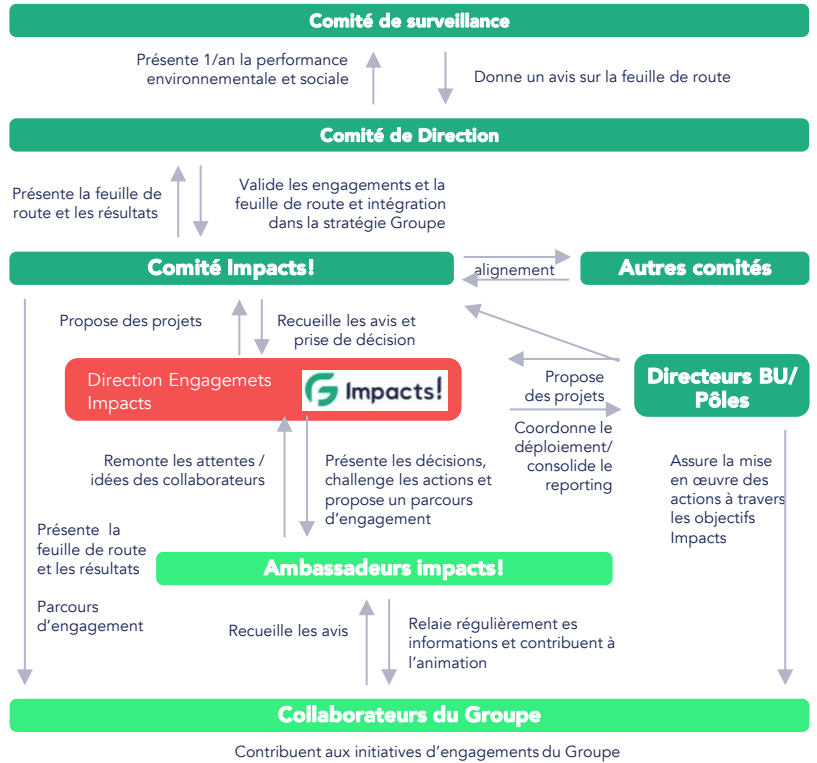 Comité de surveillance
Présente 1/an la performance
environnementale et sociale
Donne un avis sur la feuille de route
Comité de Direction
Présente la feuille de
route et les résultats
Valide les engagements et la
feuille de route et intégration
dans la stratégie Groupe
Comité Impacts!
alignement
Autres comités
Propose des projets
Recueille les avis et
prise de décision
Direction Engagemets
Impacts
G Impacts!
Propose
des projets
Directeurs BU/
Pôles
Coordonne le
déploiement/
consolide le
reporting
Remonte les attentes /
idées des collaborateurs
Présente les décisions,
challenge les actions et
propose un parcours
d'engagement
Assure la mise
en œuvre des
actions à travers
les objectifs
Impacts
Présente la
feuille de route
et les résultats
Parcours
d'engagement
Ambassadeurs impacts!
Recueille les avis
Relaie régulièrement es
informations et contribuent à
l'animation
Collaborateurs du Groupe
Contribuent aux initiatives d'engagements du Groupe